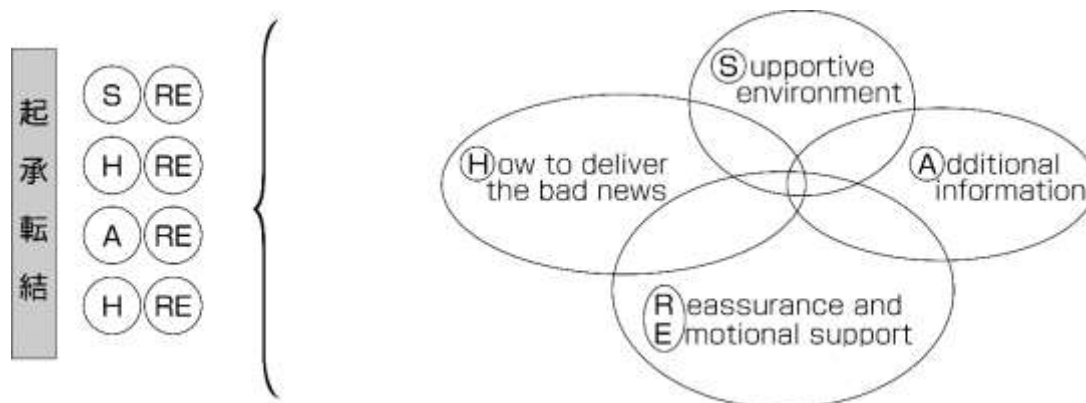 起承転結
S RE
H RE
A RE
H RE
Supportive
environment
How to deliver
the bad news
Additional
information
Reassurance and
Emotional support